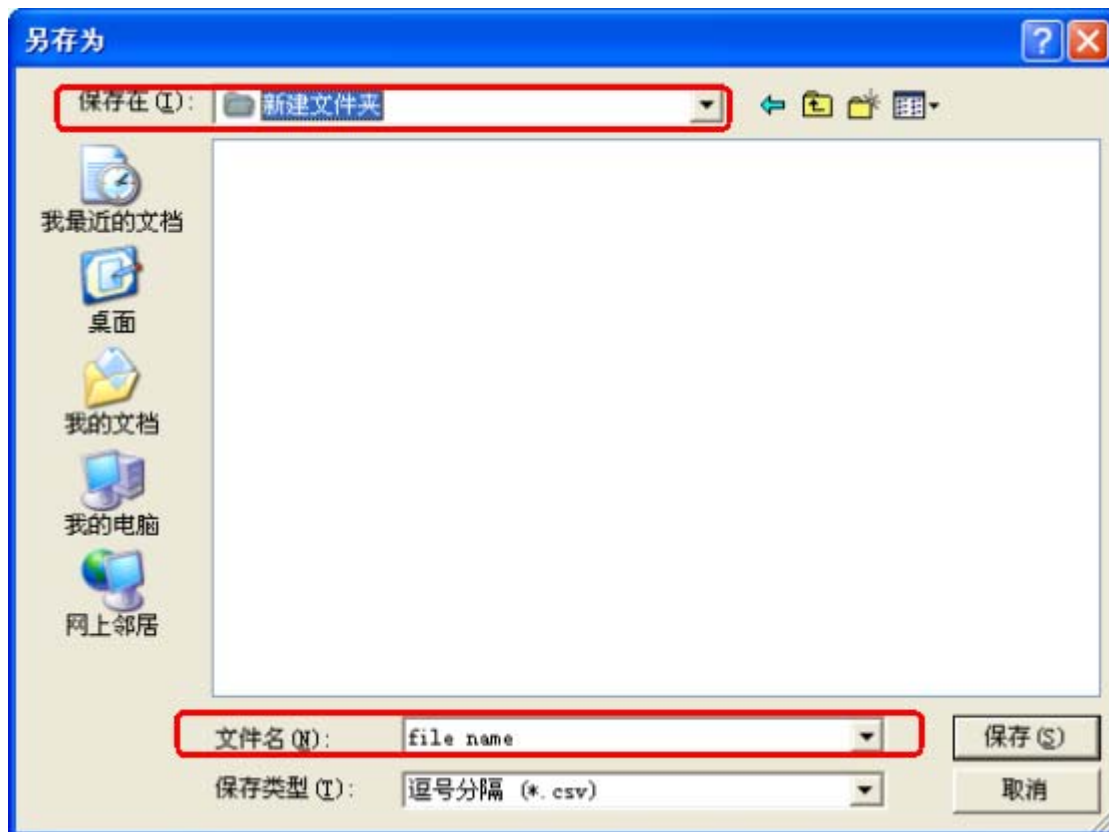 另存为
保存在(I): 新建文件夹
我最近的文档
桌面
我的文档
我的电脑
网上邻居
文件名(N): file name 保存(S)
保存类型(T): 逗号分隔 (*.csv) 取消